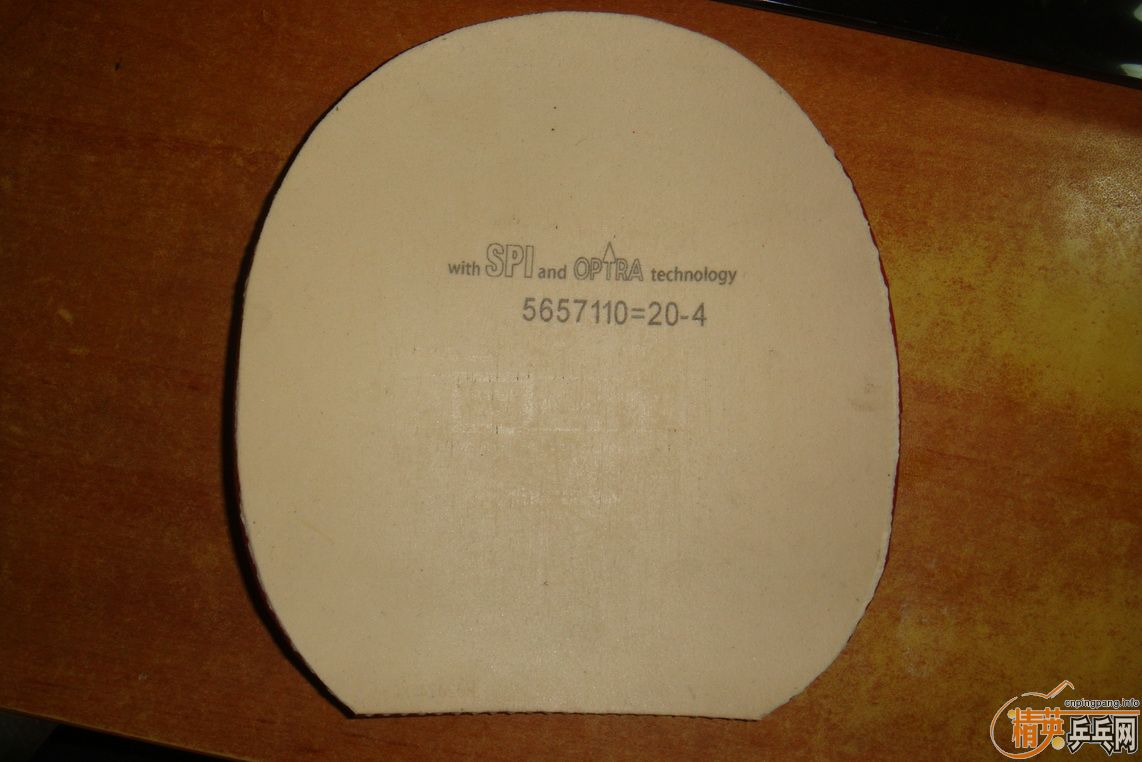 with SPI and OPTRA technology
5657110=20-4
cnpingpang.info
精英乒乓网